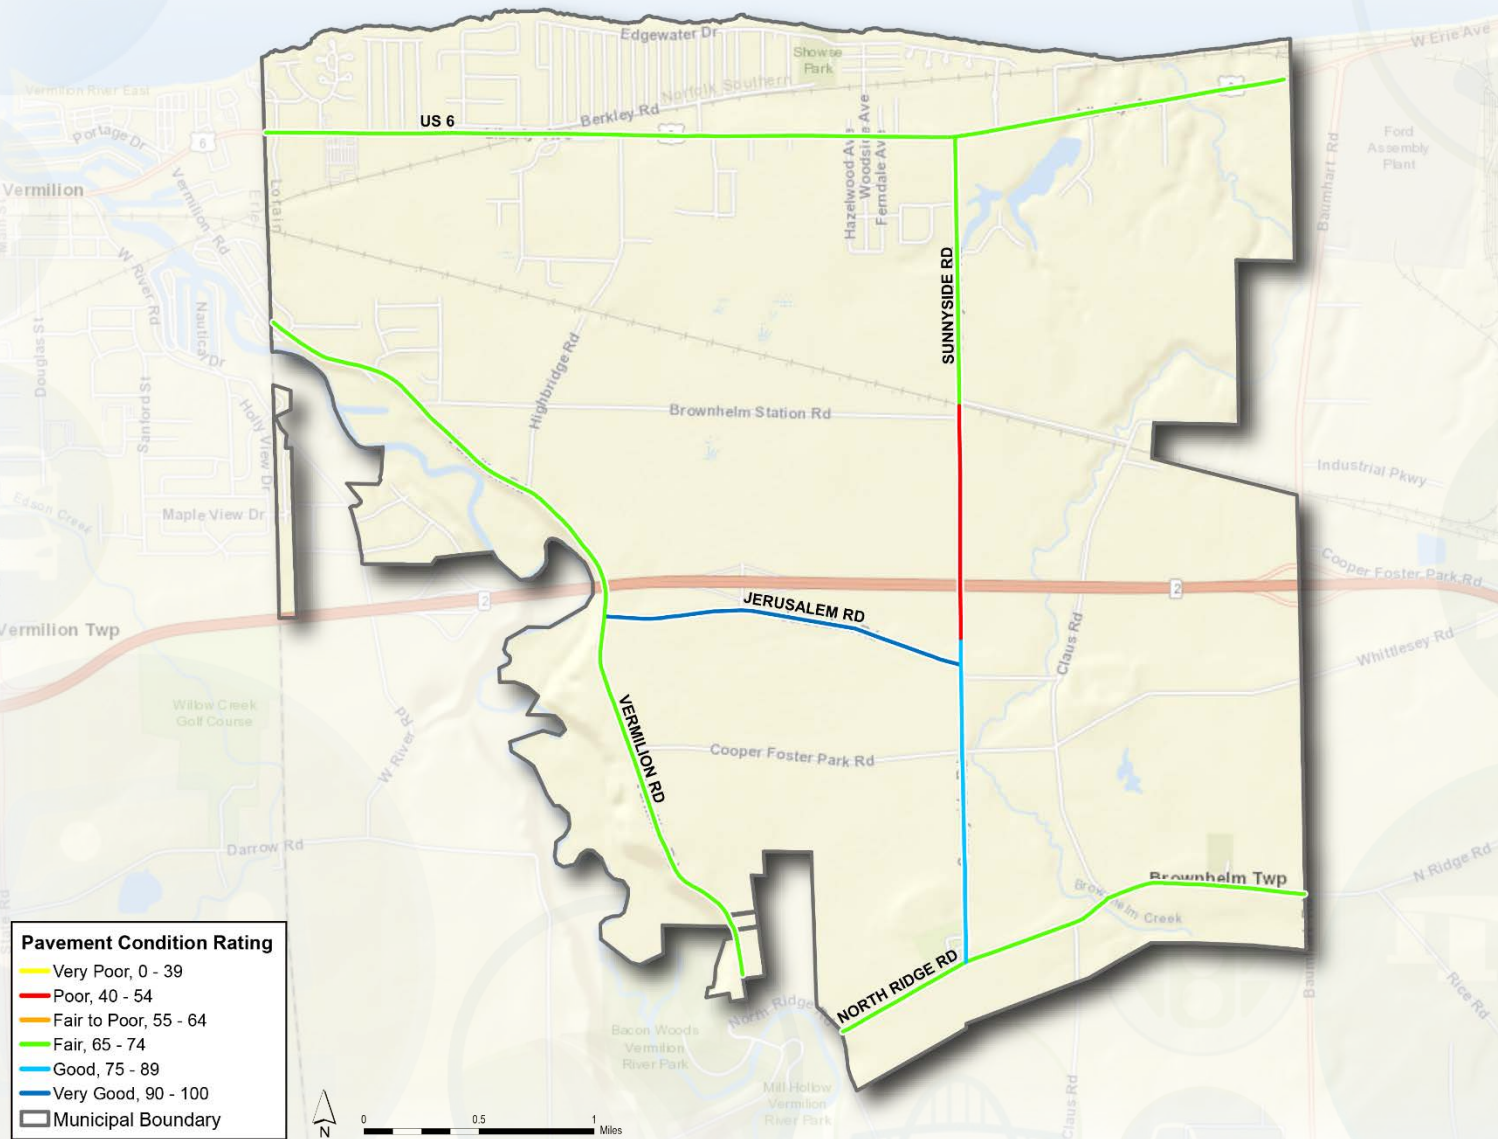 Edgewater Dr
Showse
Park
W Erie Ave
Vermilion River East
Norfolk Southern
Berkley Rd
US 6
Portage Dr
6
Ford
Assembly
Plant
Baumhart Rd
Hazelwood Ave
Woodside Ave
Ferndale Ave
Vermilion
Vermilion Rd
Erie
Lorain
W River Rd
Nautical Dr
SUNNYSIDE RD
Douglas St
Sanford St
Highbridge Rd
Holly View Dr
Brownhelm Station Rd
Industrial Pkwy
Edson Creek
Maple View Dr
Cooper Foster Park Rd
2
2
JERUSALEM RD
Vermilion Twp
Claus Rd
Whittlesey Rd
Willow Creek
Golf Course
W River Rd
VERMILION RD
Cooper Foster Park Rd
Darrow Rd
N Ridge Rd
Brownhelm Twp
Brownhelm Creek
NORTH RIDGE RD
North Ridge Rd
Rice Rd
Bacon Woods
Vermilion
River Park
Mill Hollow
Vermilion
River Park
Claus Rd
Pavement Condition Rating
Very Poor, 0 - 39
Poor, 40 - 54
Fair to Poor, 55 - 64
Fair, 65 - 74
Good, 75 - 89
Very Good, 90 - 100
Municipal Boundary
N
0 0.5 1
Miles